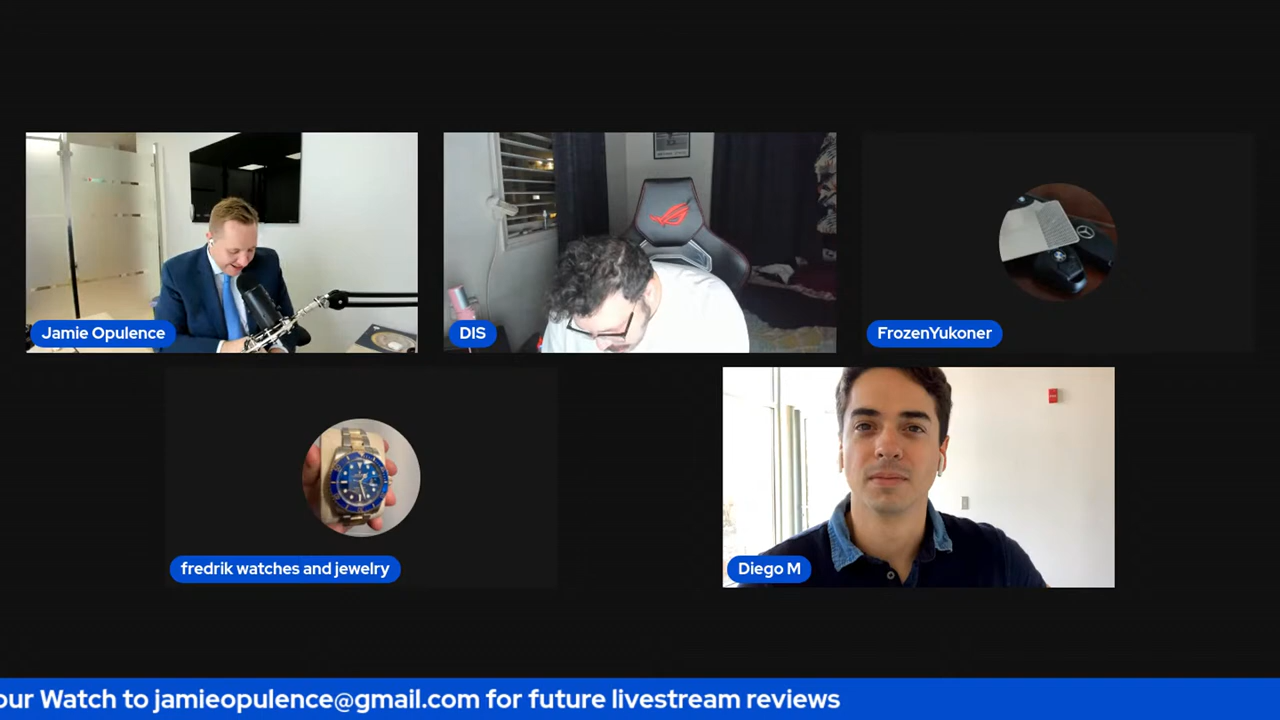 Jamie Opulence
DIS
FrozenYukoner
fredrik watches and jewelry
Diego M
our Watch to jamieopulence@gmail.com for future livestream reviews